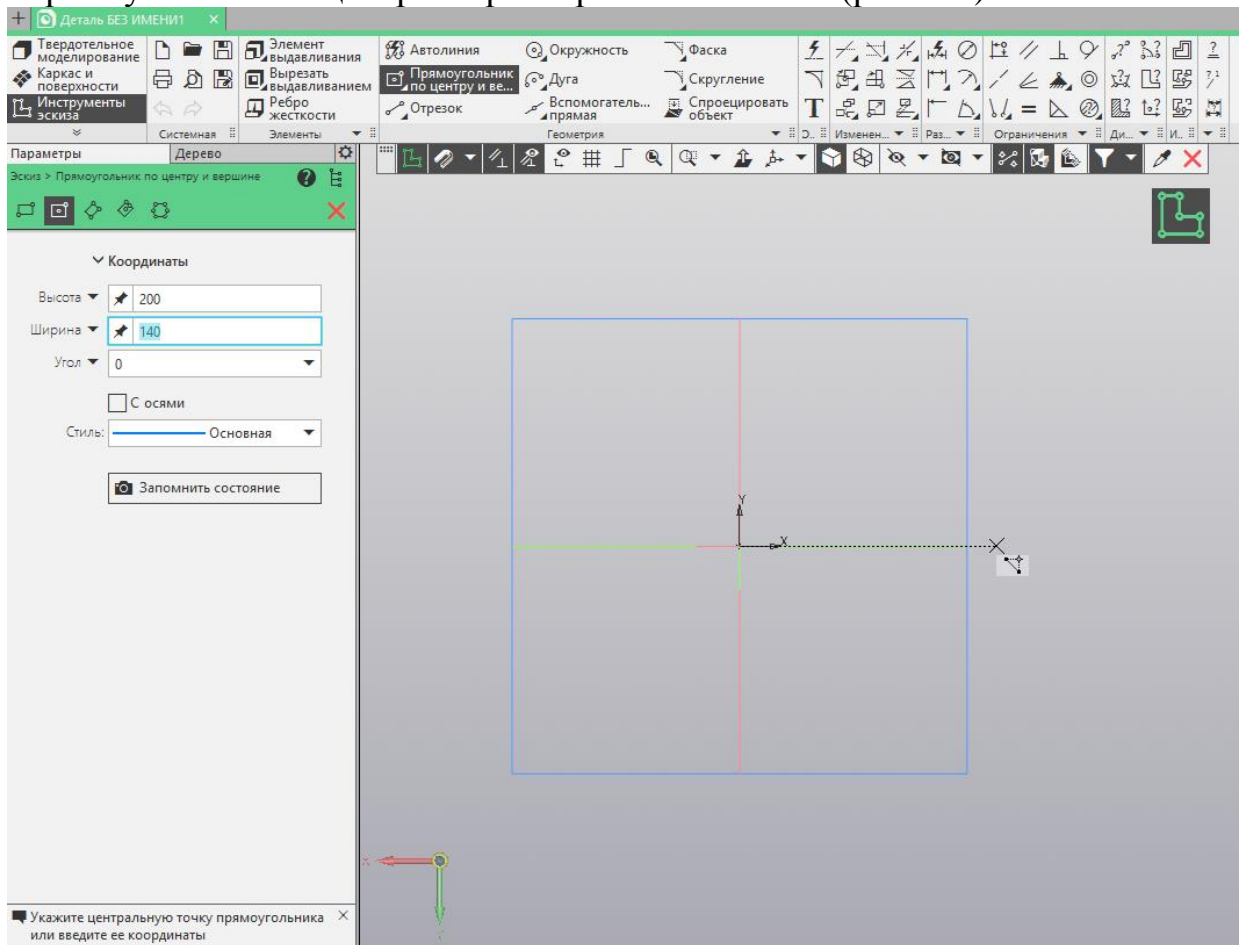 Деталь БЕЗ ИМЕНИ1
Твердотельное моделирование
Каркас и поверхности
Инструменты эскиза
Системная
Элемент выдавливания
Вырезать выдавливанием
Ребро жесткости
Элементы
Автолиния
Прямоугольник по центру и ве...
Отрезок
Окружность
Дуга
Вспомогатель... прямая
Фаска
Скругление
Спроецировать объект
Геометрия
Изменен...
Раз...
Ограничения
Ди...
И...
Параметры
Дерево
Эскиз > Прямоугольник по центру и вершине
Координаты
Высота
200
Ширина
140
Угол
0
С осями
Стиль:
Основная
Запомнить состояние
Y
X
X
Укажите центральную точку прямоугольника
или введите ее координаты